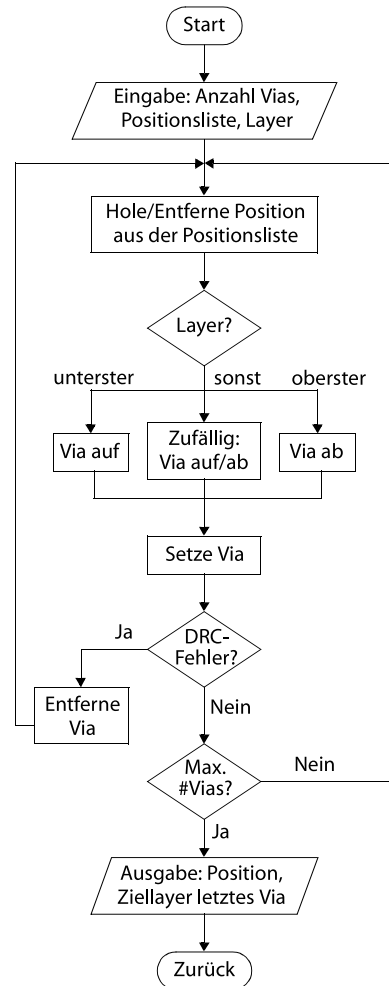 Start
Eingabe: Anzahl Vias,
Positionsliste, Layer
Hole/Entferne Position
aus der Positionsliste
Layer?
unterster
sonst
oberster
Via auf
Zufällig:
Via auf/ab
Via ab
Setze Via
DRC-
Fehler?
Ja
Entferne
Via
Nein
Max.
#Vias?
Nein
Ja
Ausgabe: Position,
Ziellayer letztes Via
Zurück